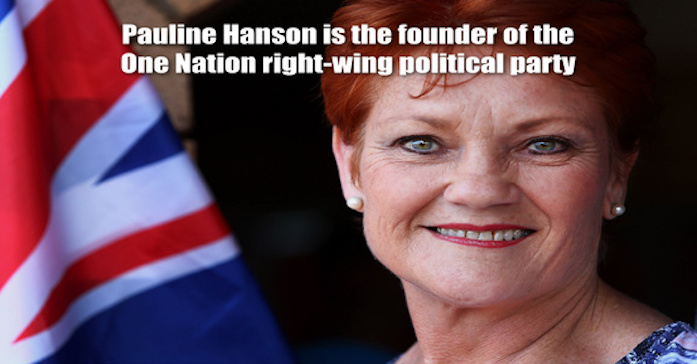 Pauline Hanson is the founder of the
One Nation right-wing political party